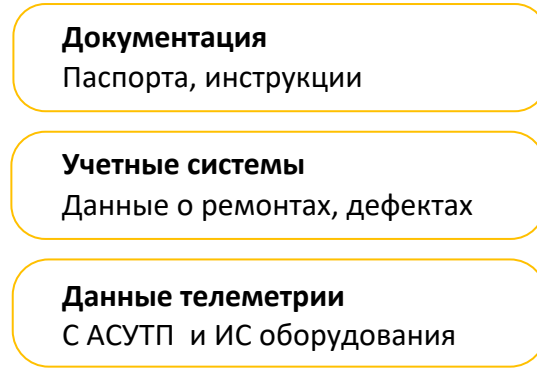 Документация
Паспорта, инструкции
Учетные системы
Данные о ремонтах, дефектах
Данные телеметрии
С АСУТП и ИС оборудования